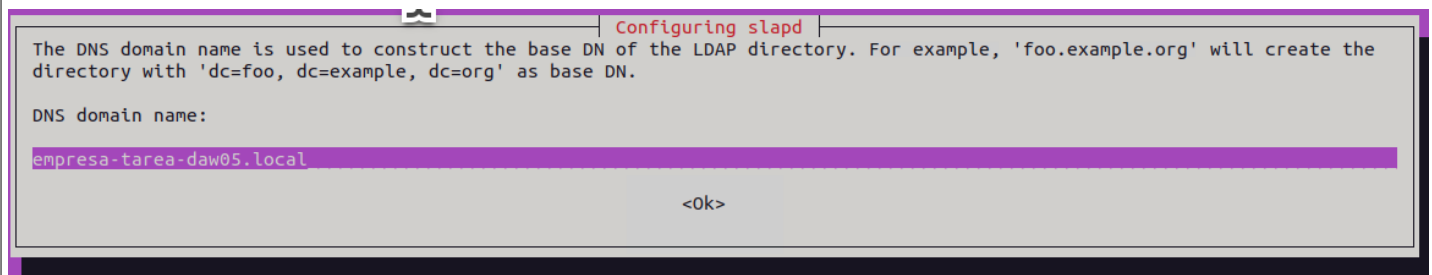 Configuring slapd
The DNS domain name is used to construct the base DN of the LDAP directory. For example, 'foo.example.org' will create the
directory with 'dc=foo, dc=example, dc=org' as base DN.
DNS domain name:
empresa-tarea-daw05.local
<Ok>